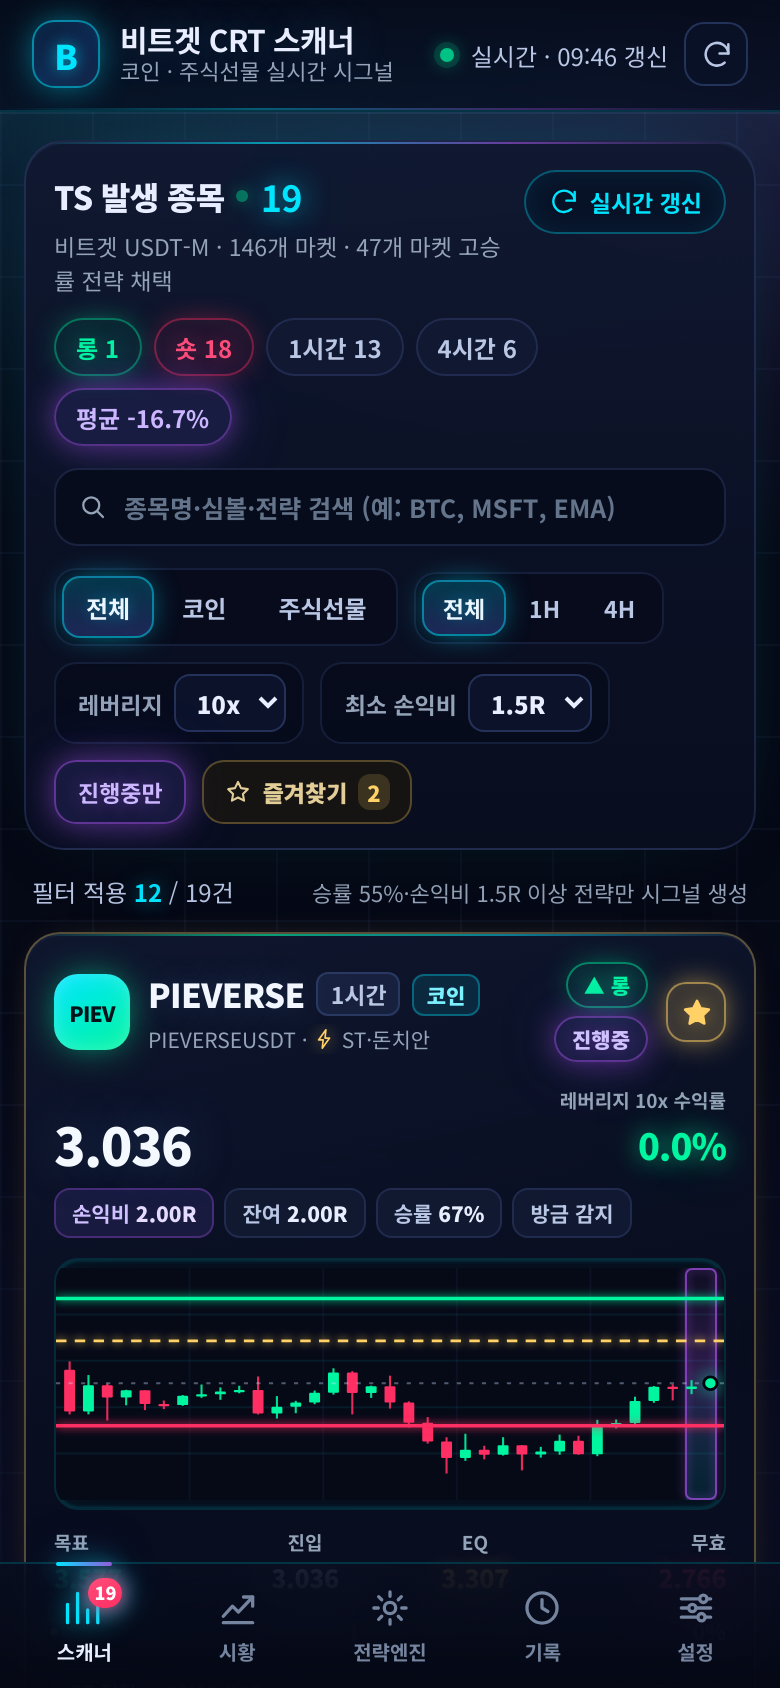 B
비트겟 CRT 스캐너
코인 · 주식선물 실시간 시그널
실시간 · 09:46 갱신
TS 발생 종목 • 19
실시간 갱신
비트겟 USDT-M · 146개 마켓 · 47개 마켓 고승
률 전략 채택
롱 1
숏 18
1시간 13
4시간 6
평균 -16.7%
종목명·심볼·전략 검색 (예: BTC, MSFT, EMA)
전체
코인
주식선물
전체
1H
4H
레버리지
10x
최소 손익비
1.5R
진행중만
즐겨찾기 2
필터 적용 12 / 19건
승률 55%·손익비 1.5R 이상 전략만 시그널 생성
PIEV
PIEVERSE
1시간
코인
▲ 롱
PIEVERSEUSDT · ⚡ ST·돈치안
진행중
레버리지 10x 수익률
3.036
0.0%
손익비 2.00R
잔여 2.00R
승률 67%
방금 감지
목표
진입
EQ
무효
3.036
3.307
2.766
19
스캐너
시황
전략엔진
기록
설정